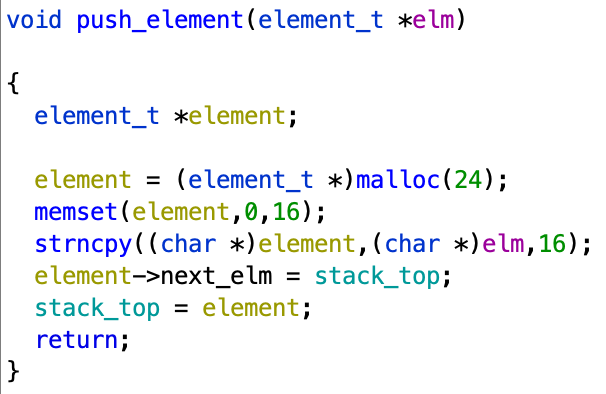 void push_element(element_t *elm)
{
  element_t *element;
  element = (element_t *)malloc(24);
  memset(element,0,16);
  strncpy((char *)element,(char *)elm,16);
  element->next_elm = stack_top;
  stack_top = element;
  return;
}